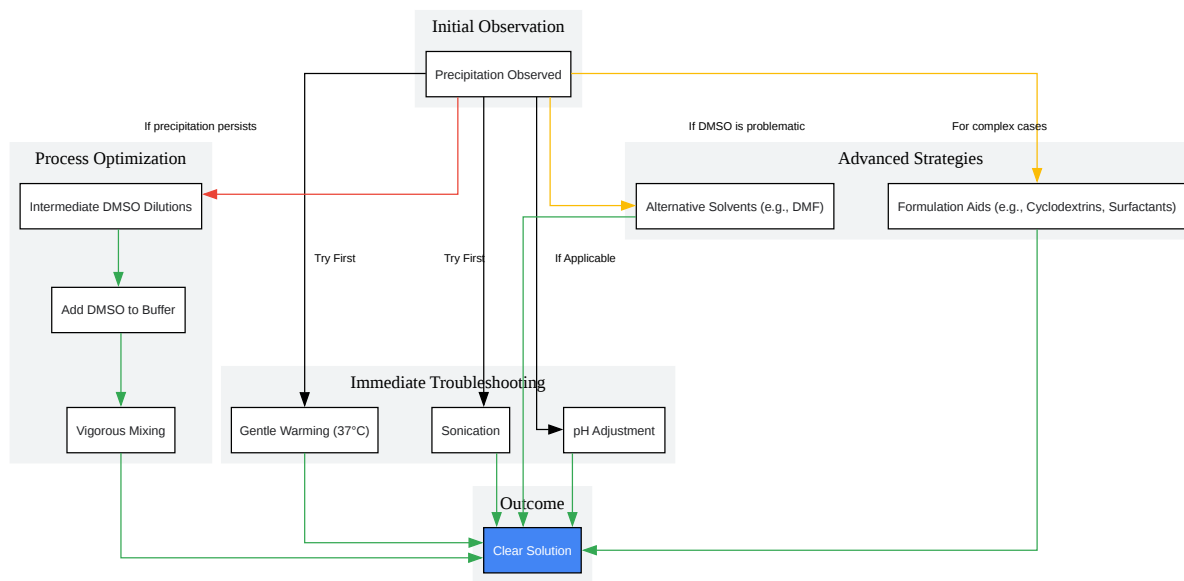 Initial Observation
Precipitation Observed
If precipitation persists
If DMSO is problematic
For complex cases
Process Optimization
Advanced Strategies
Intermediate DMSO Dilutions
Alternative Solvents (e.g., DMF)
Formulation Aids (e.g., Cyclodextrins, Surfactants)
Try First
Try First
If Applicable
Add DMSO to Buffer
Immediate Troubleshooting
Vigorous Mixing
Gentle Warming (37°C)
Sonication
pH Adjustment
Outcome
Clear Solution